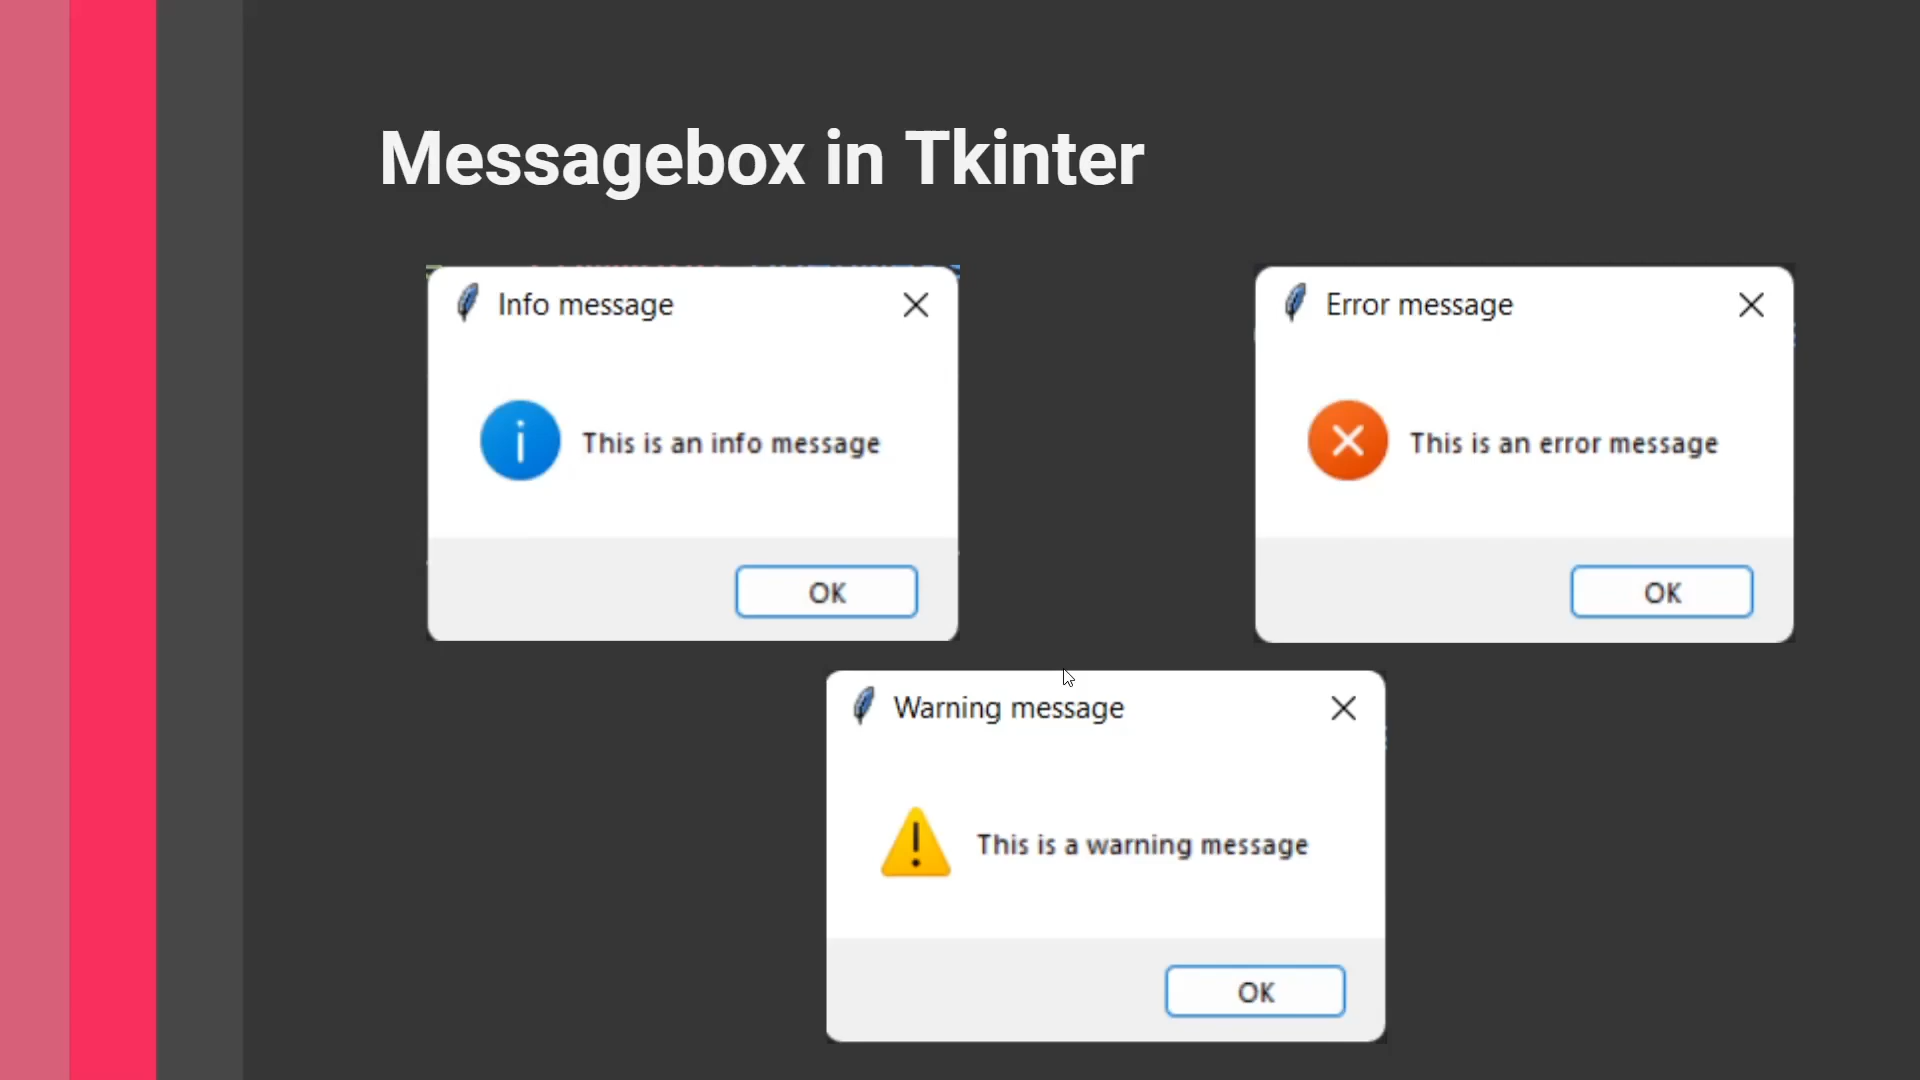 Messagebox in Tkinter
Info message
This is an info message
OK
Error message
This is an error message
OK
Warning message
This is a warning message
OK